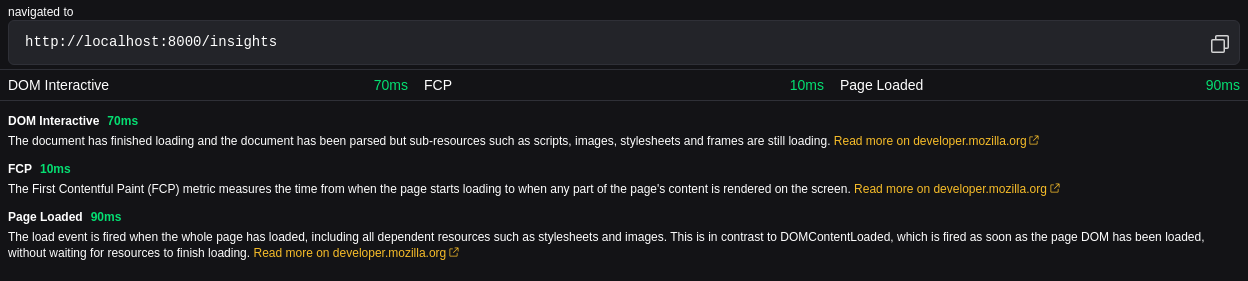 navigated to
http://localhost:8000/insights
DOM Interactive 70ms FCP 10ms Page Loaded 90ms
DOM Interactive 70ms
The document has finished loading and the document has been parsed but sub-resources such as scripts, images, stylesheets and frames are still loading. Read more on developer.mozilla.org
FCP 10ms
The First Contentful Paint (FCP) metric measures the time from when the page starts loading to when any part of the page's content is rendered on the screen. Read more on developer.mozilla.org
Page Loaded 90ms
The load event is fired when the whole page has loaded, including all dependent resources such as stylesheets and images. This is in contrast to DOMContentLoaded, which is fired as soon as the page DOM has been loaded,
without waiting for resources to finish loading. Read more on developer.mozilla.org